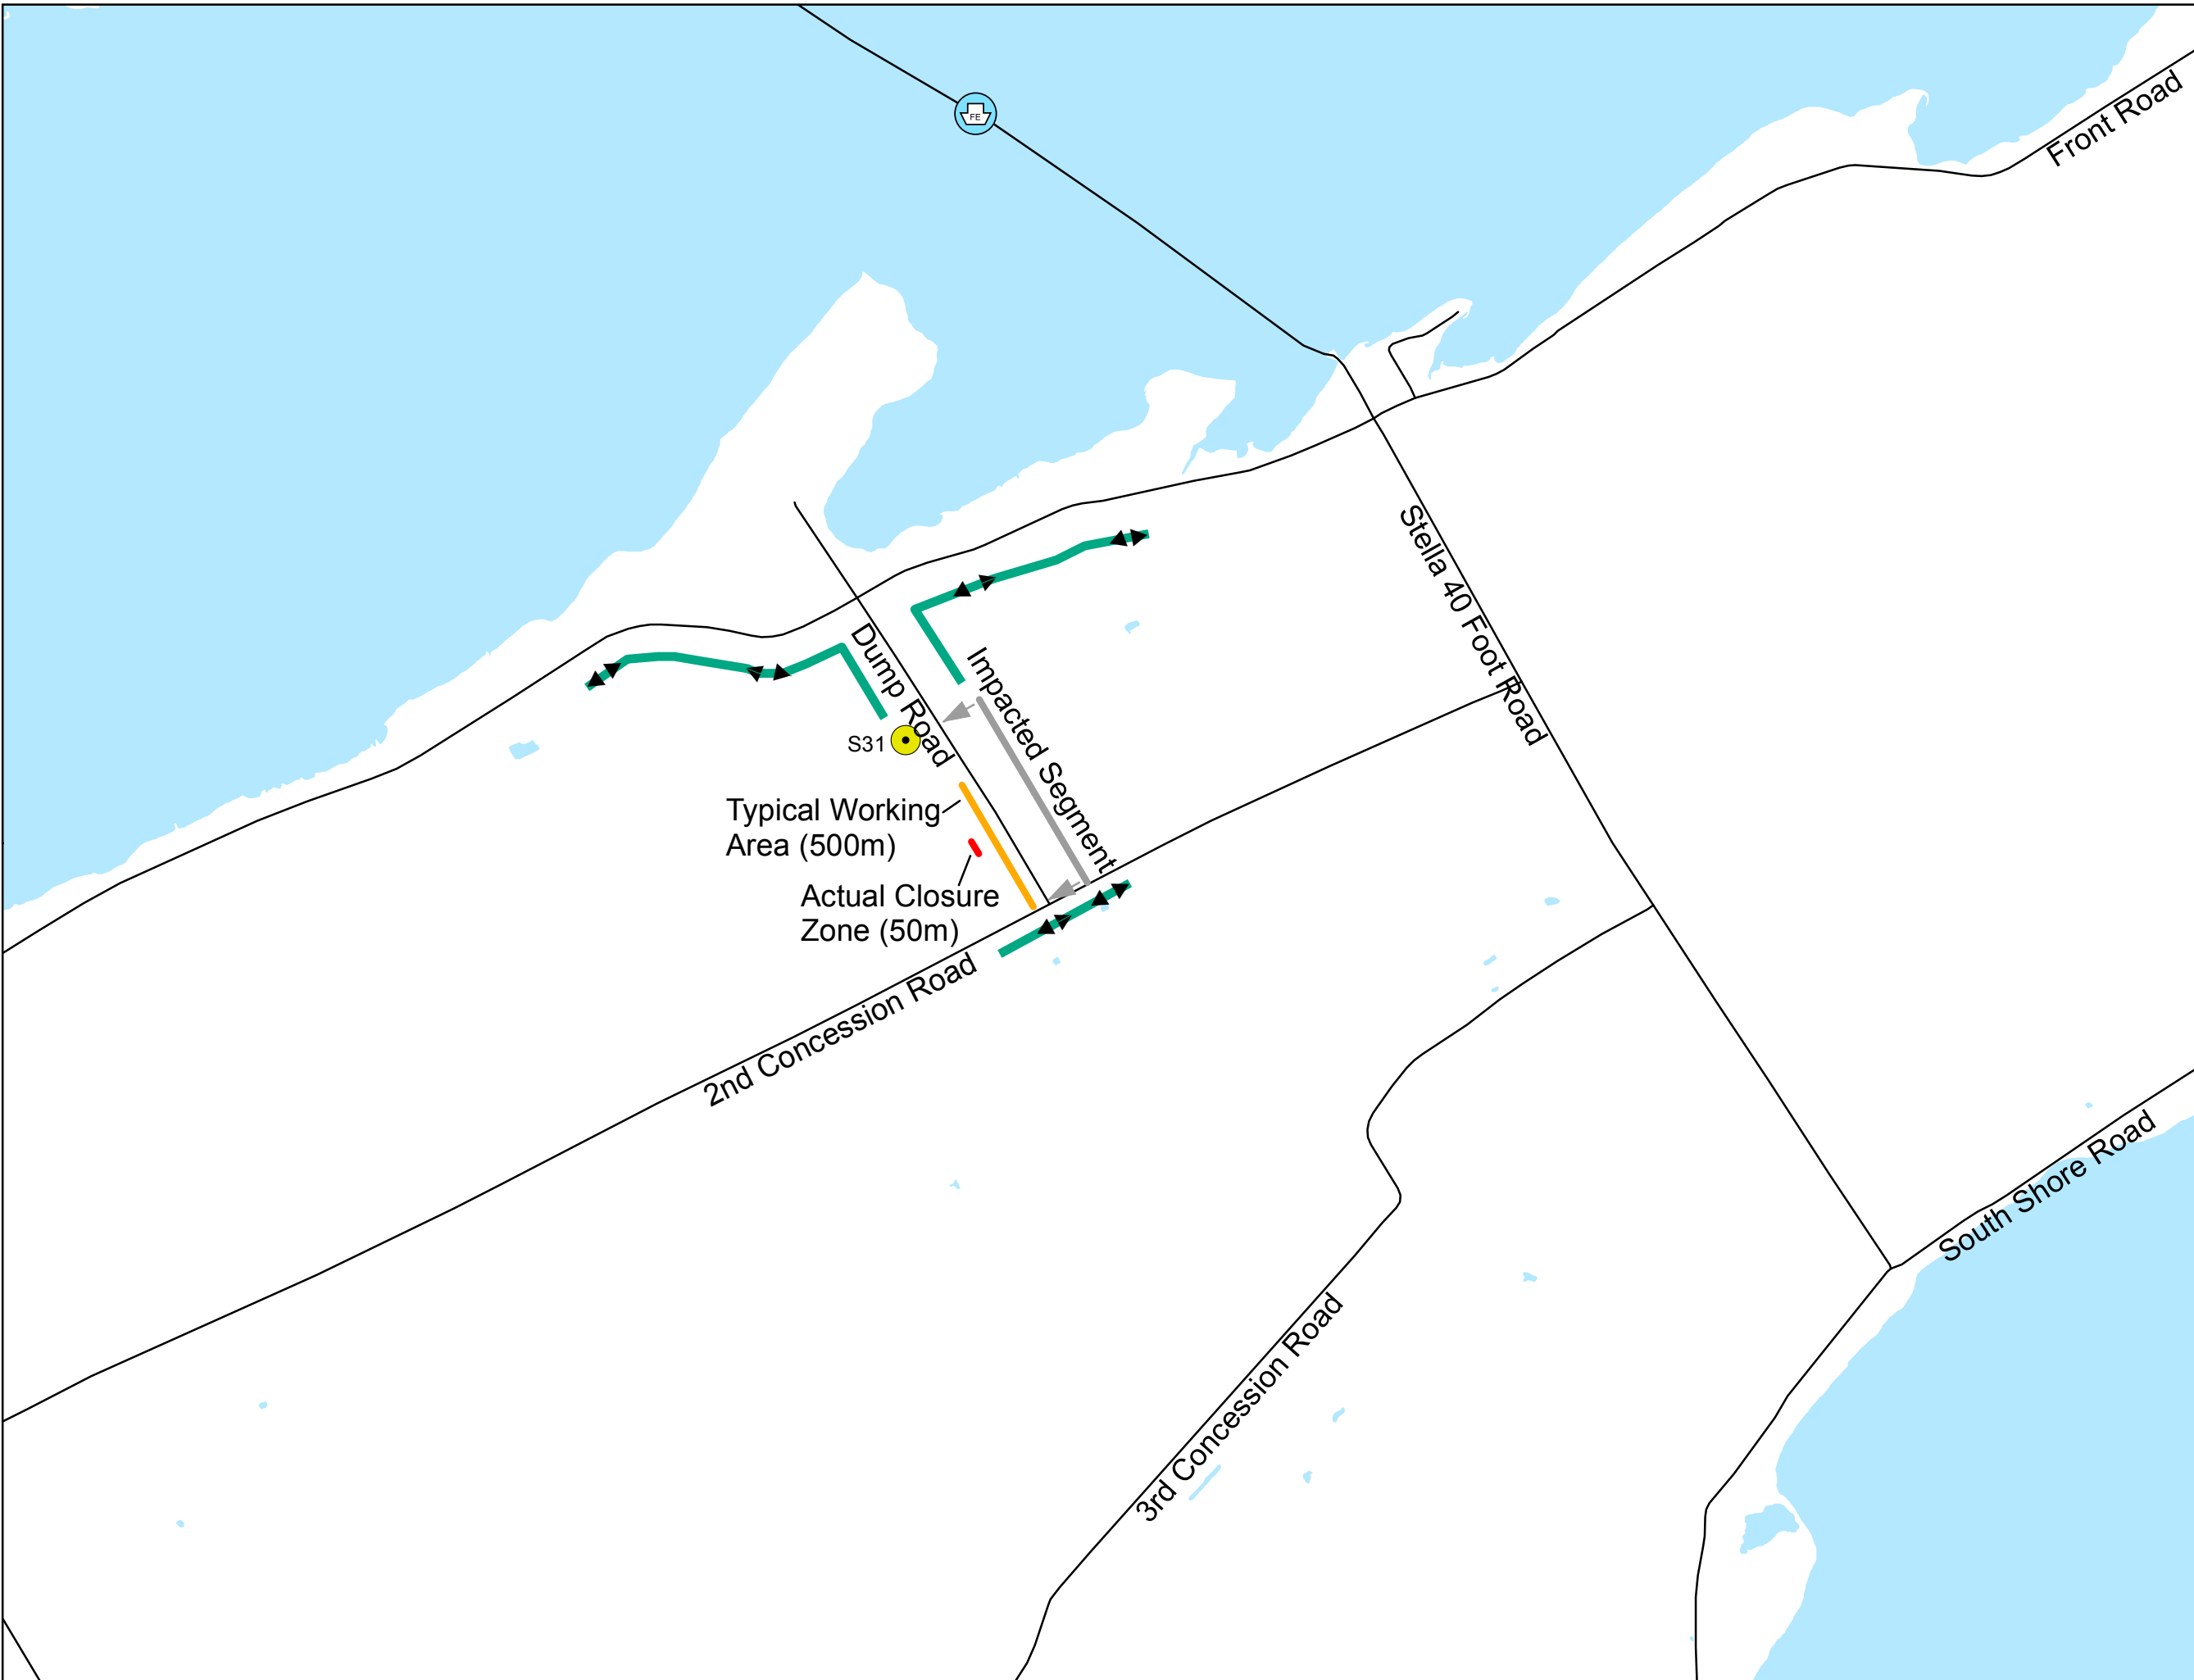 FE
Front Road
Stella 40 Foot Road
Dump Road
Impacted Segment
S31
Typical Working
Area (500m)
Actual Closure
Zone (50m)
2nd Concession Road
South Shore Road
3rd Concession Road